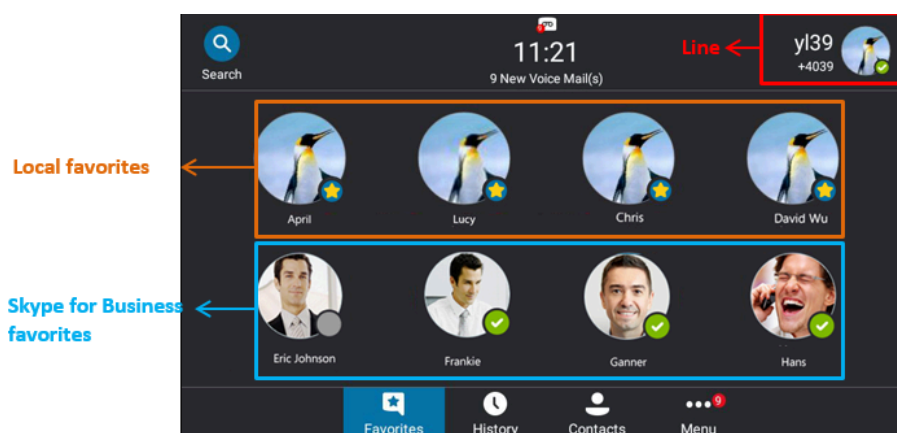 Search
11:21
9 New Voice Mail(s)
Line
yl39
+4039
Local favorites
April
Lucy
Chris
David Wu
Skype for Business
favorites
Eric Johnson
Frankie
Ganner
Hans
Favorites
History
Contacts
9
Menu